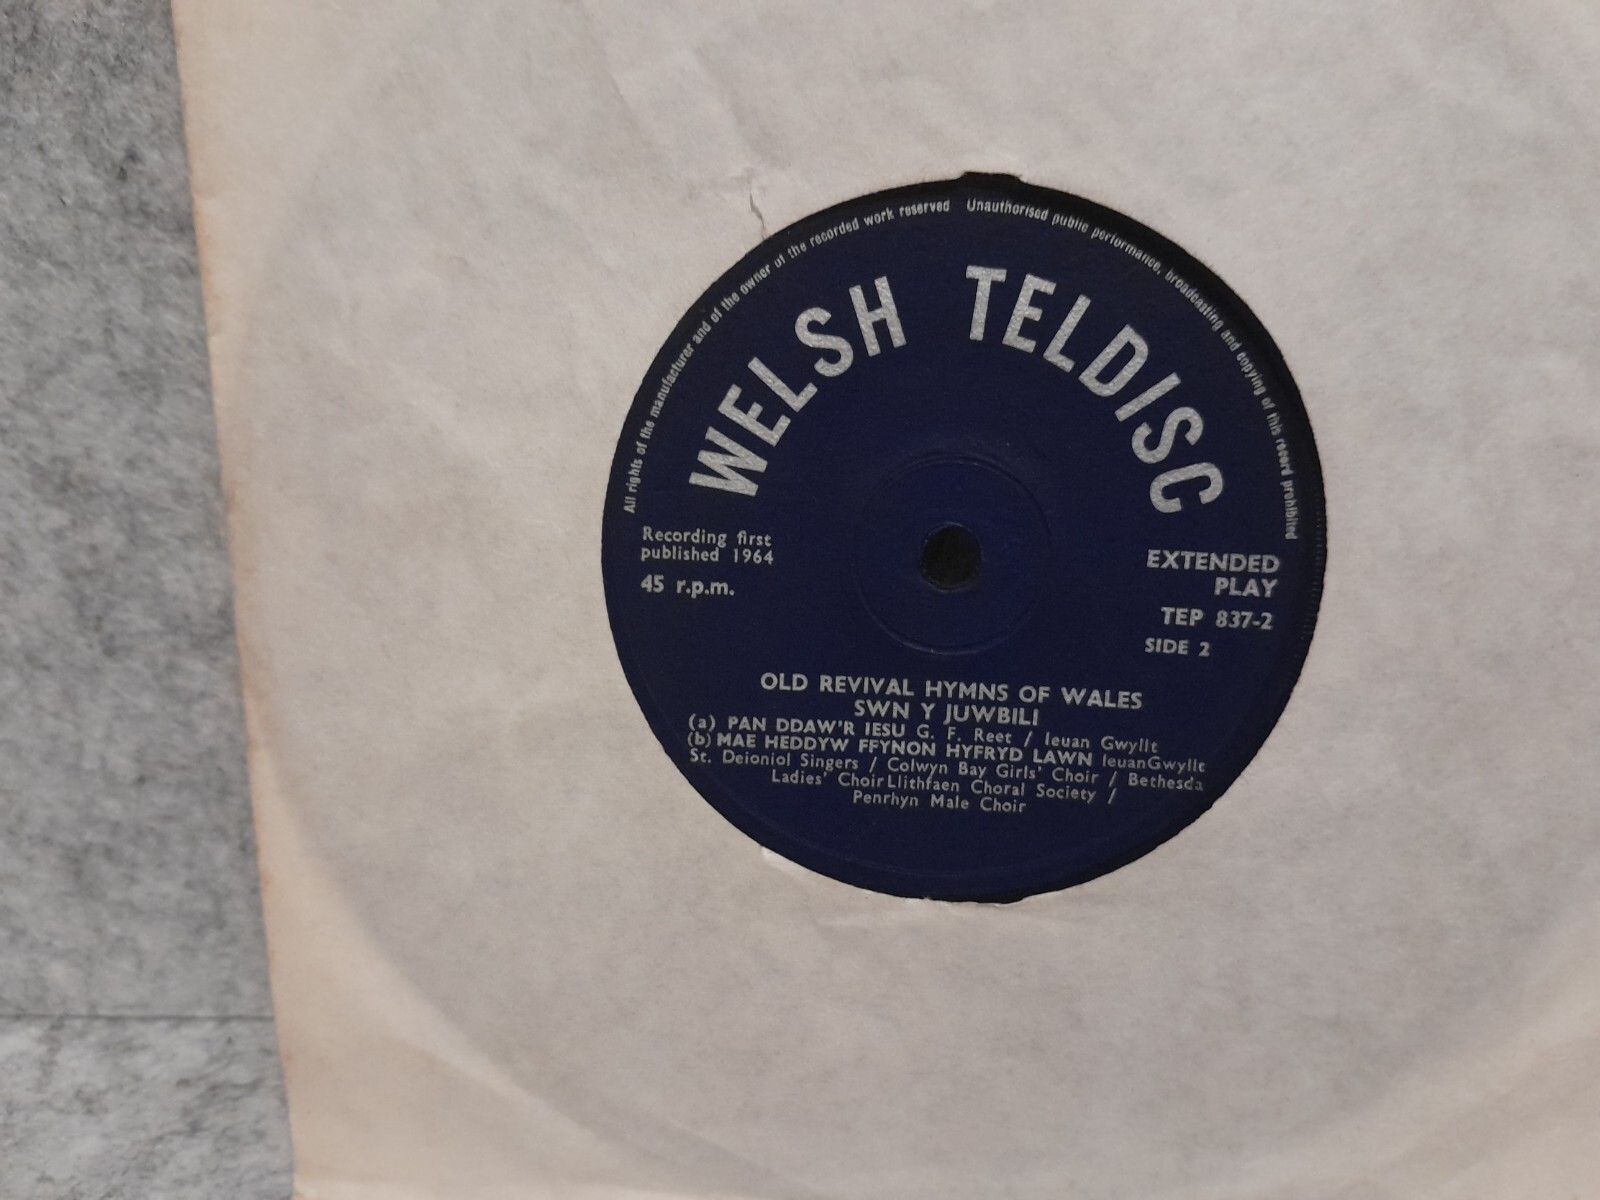 All rights of the manufacturer and of the owner of the recorded work reserved Unauthorised public performance, broadcasting and copying of this record prohibited
WELSH TELDISC
Recording first
published 1964
45 r.p.m.
EXTENDED
PLAY
TEP 837-2
SIDE 2
OLD REVIVAL HYMNS OF WALES
SWN Y JUWBILI
(a) PAN DDAW'R IESU G. F. Reet / Ieuan Gwyllt
(b) MAE HEDDYW FFYNON HYFRYD LAWN IeuanGwyllt
St. Deioniol Singers / Colwyn Bay Girls' Choir / Bethesda
Ladies' Choir Llithfaen Choral Society /
Penrhyn Male Choir